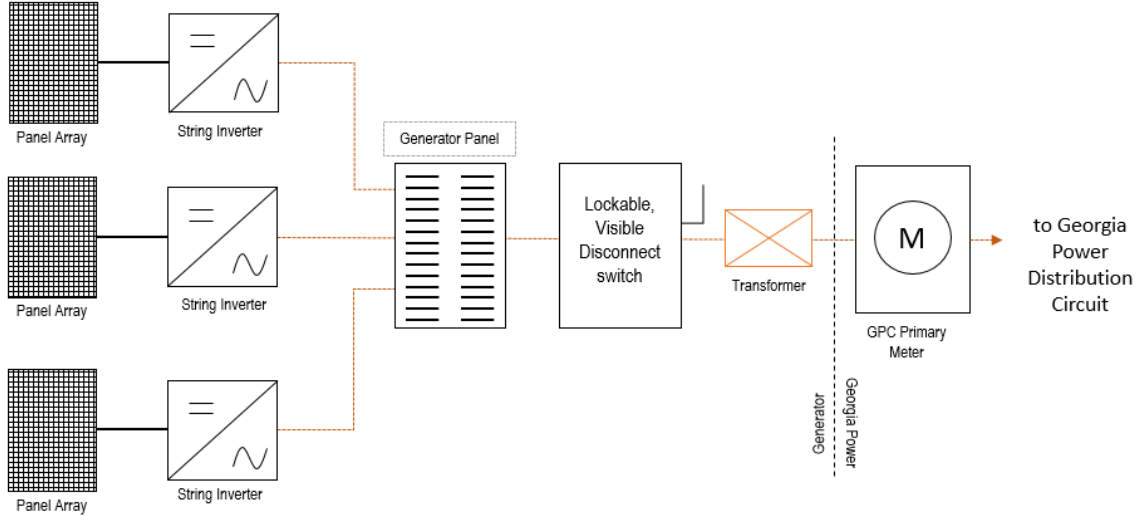 Panel Array
String Inverter
Generator Panel
Panel Array
String Inverter
Lockable,
Visible
Disconnect
switch
Transformer
M
GPC Primary
Meter
to Georgia
Power
Distribution
Circuit
Generator
Georgia Power
Panel Array
String Inverter